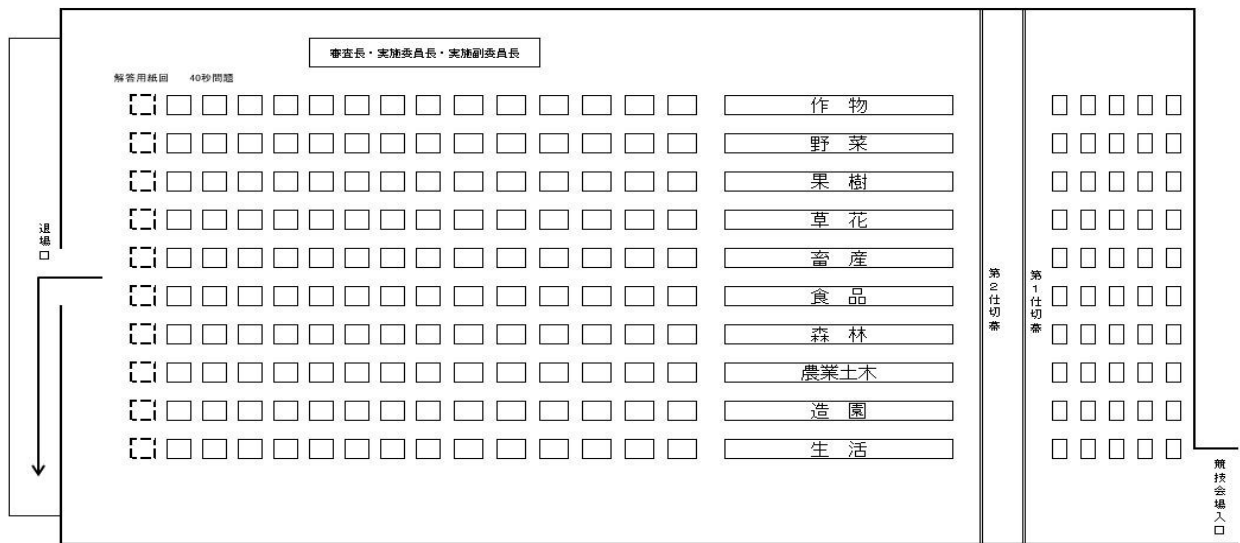 審査長・実施委員長・実施副委員長
解答用紙回 40秒問題
作 物
野 菜
果 樹
草 花
畜 産
食 品
森 林
農業土木
造 園
生 活
退場口
第2仕切幕
第1仕切幕
競技会場入口